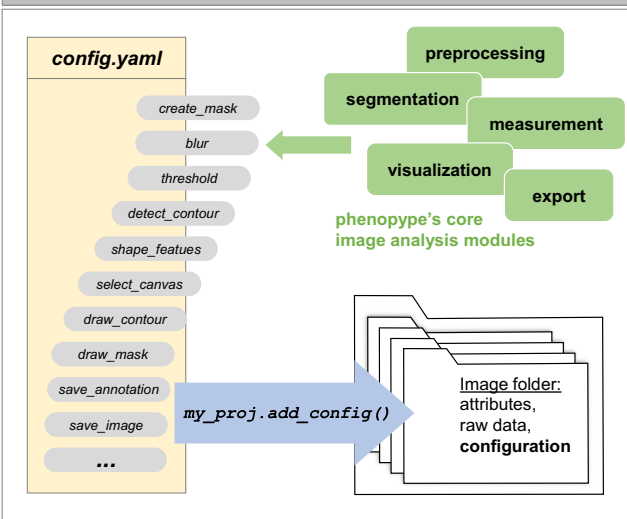 config.yaml
create_mask
blur
threshold
detect_contour
shape_featues
select_canvas
draw_contour
draw_mask
save_annotation
save_image
...
preprocessing
segmentation
measurement
visualization
export
phenopype's core
image analysis modules
my_proj.add_config()
Image folder:
attributes,
raw data,
configuration